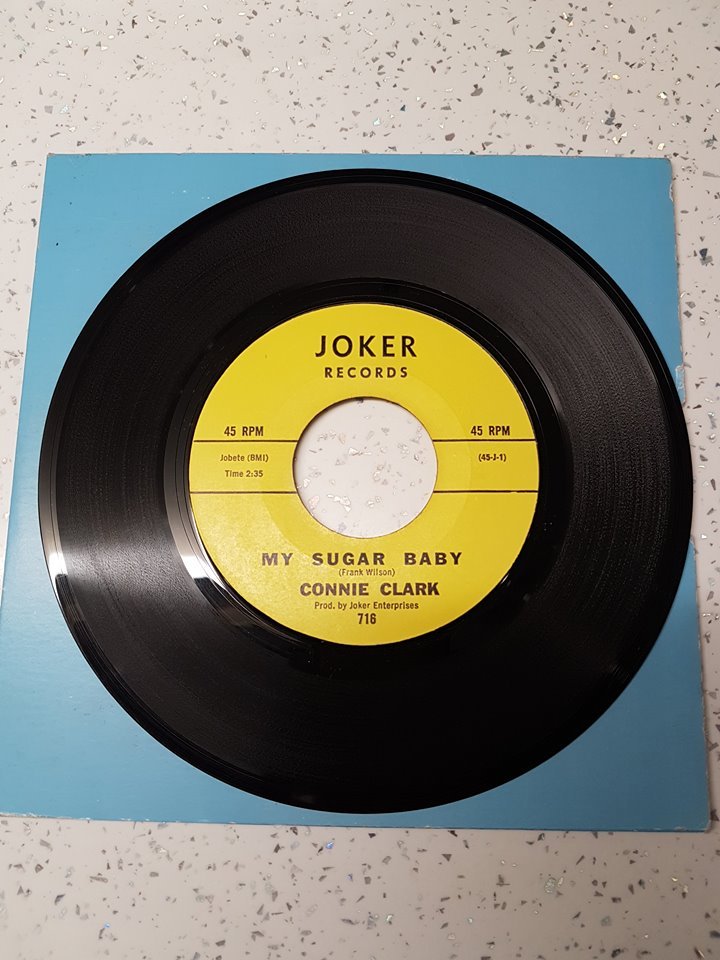 JOKER
RECORDS
45 RPM
45 RPM
Jobete (BMI)
(45-J-1)
Time 2:35
MY SUGAR BABY
(Frank Wilson)
CONNIE CLARK
Prod. by Joker Enterprises
716